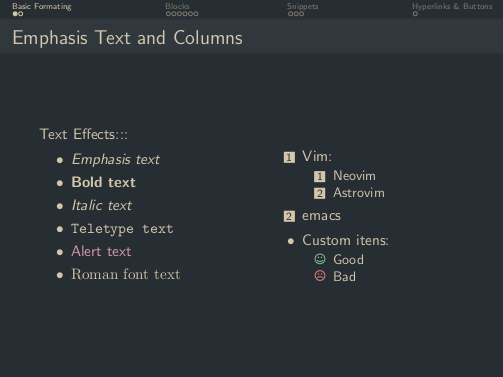 Basic Formating Blocks Snippets Hyperlinks & Buttons
Emphasis Text and Columns
Text Effects:::
Emphasis text
Bold text
Italic text
Teletype text
Alert text
Roman font text
1 Vim:
1 Neovim
2 Astrovim
2 emacs
Custom itens:
Good
Bad